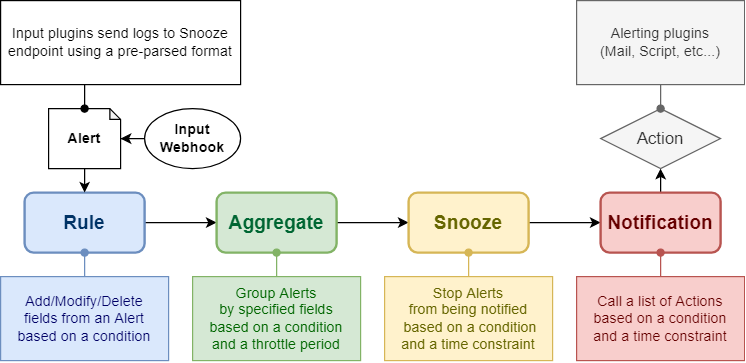 Input plugins send logs to Snooze
endpoint using a pre-parsed format
Alerting plugins
(Mail, Script, etc...)
Alert
Input
Webhook
Action
Rule
Aggregate
Snooze
Notification
Add/Modify/Delete
fields from an Alert
based on a condition
Group Alerts
by specified fields
based on a condition
and a throttle period
Stop Alerts
from being notified
based on a condition
and a time constraint
Call a list of Actions
based on a condition
and a time constraint